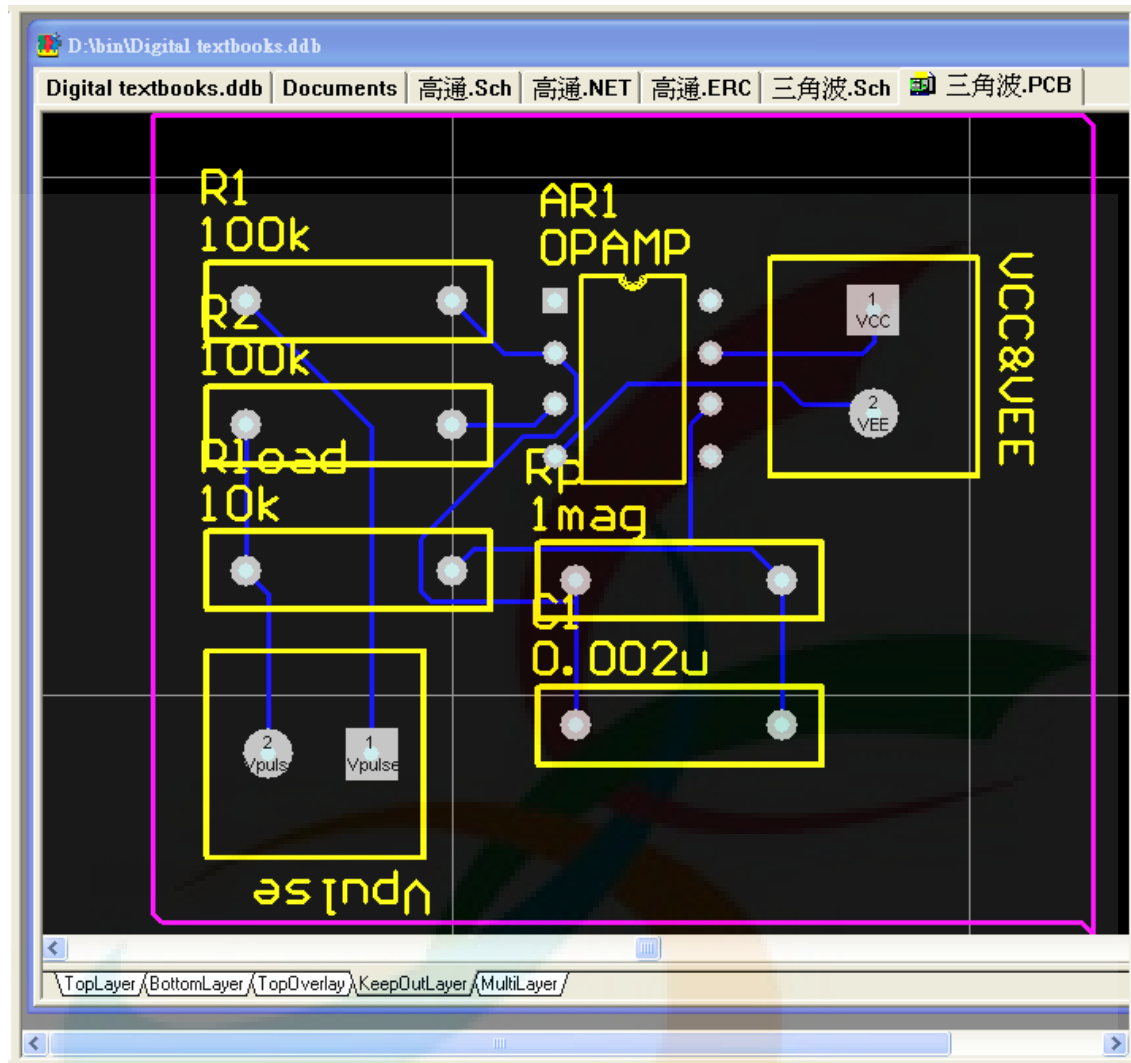 D:\bin\Digital textbooks.ddb
Digital textbooks.ddb Documents 高通.Sch 高通.NET 高通.ERC 三角波.Sch 三角波.PCB
R1
100k
AR1
OPAMP
VCC&VEE
1
VCC
2
VEE
R2
100k
Rload
10k
Rp
1mag
C1
0.002u
2
Vpuls
1
Vpulse
Vpulse
TopLayer BottomLayer TopOverlay KeepOutLayer MultiLayer